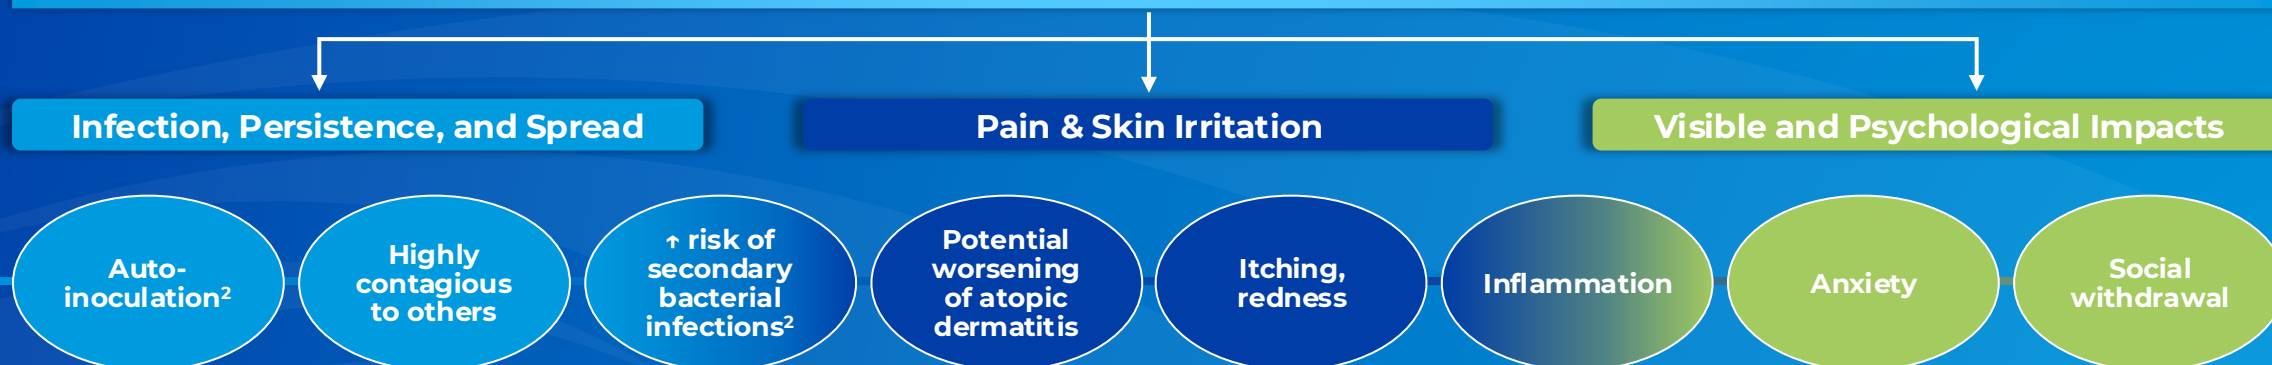 Infection, Persistence, and Spread
Pain & Skin Irritation
Visible and Psychological Impacts
Auto-
inoculation²
Highly
contagious
to others
↑ risk of
secondary
bacterial
infections²
Potential
worsening
of atopic
dermatitis
Itching,
redness
Inflammation
Anxiety
Social
withdrawal